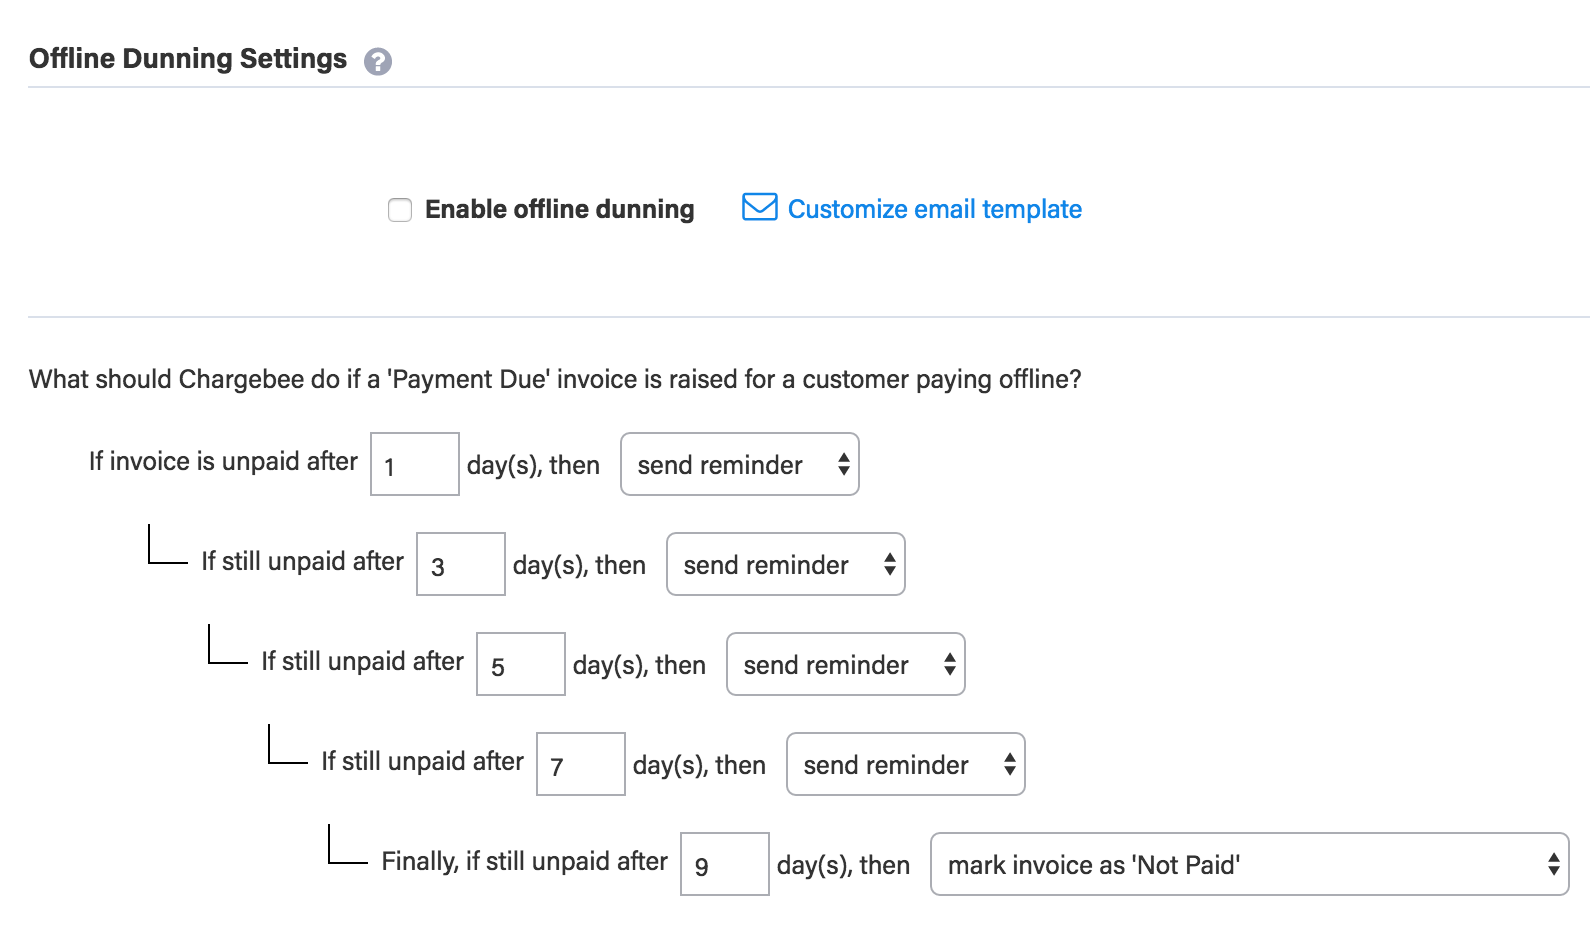 Offline Dunning Settings ?
Enable offline dunning Customize email template
What should Chargebee do if a 'Payment Due' invoice is raised for a customer paying offline?
If invoice is unpaid after 1 day(s), then send reminder
If still unpaid after 3 day(s), then send reminder
If still unpaid after 5 day(s), then send reminder
If still unpaid after 7 day(s), then send reminder
Finally, if still unpaid after 9 day(s), then mark invoice as 'Not Paid'